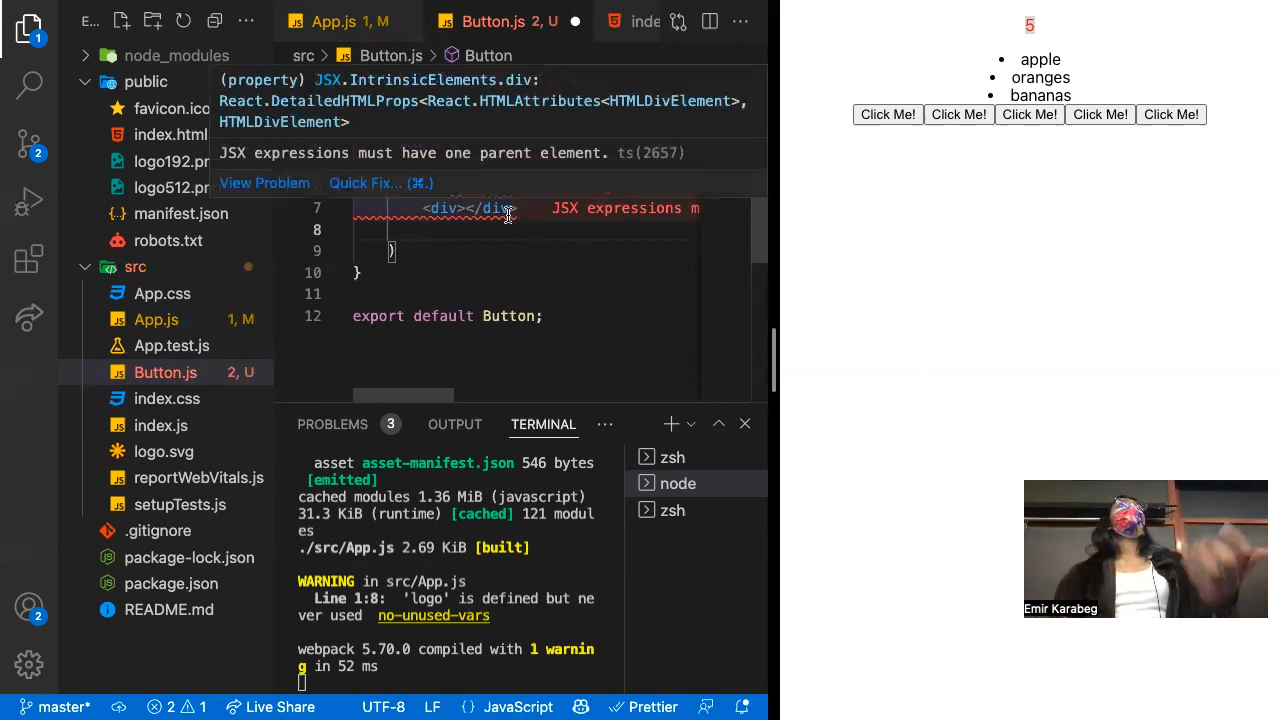 E...
App.js 1, M
Button.js 2, U
inde
node_modules
public
favicon.ico...
index.html
logo192.p
logo512.p
manifest.json
robots.txt
src
App.css
App.js 1, M
App.test.js
Button.js 2, U
index.css
index.js
logo.svg
reportWebVitals.js
setupTests.js
.gitignore
package-lock.json
package.json
README.md
1
2
2
src > Button.js > Button
(property) JSX.IntrinsicElements.div:
React.DetailedHTMLProps<React.HTMLAttributes<HTMLDivElement>,
HTMLDivElement>
JSX expressions must have one parent element. ts(2657)
View Problem Quick Fix... (⌘.)
7 <div></div> JSX expressions m
8
9 )
10 }
11
12 export default Button;
PROBLEMS 3 OUTPUT TERMINAL ...
asset asset-manifest.json 546 bytes
[emitted]
cached modules 1.36 MiB (javascript)
31.3 KiB (runtime) [cached] 121 modul
es
./src/App.js 2.69 KiB [built]
WARNING in src/App.js
Line 1:8: 'logo' is defined but ne
ver used no-unused-vars
webpack 5.70.0 compiled with 1 warnin
g in 52 ms
zsh
node
zsh
master* 2 1 Live Share UTF-8 LF {} JavaScript Prettier
5
• apple
• oranges
• bananas
Click Me! Click Me! Click Me! Click Me! Click Me!
Emir Karabeg